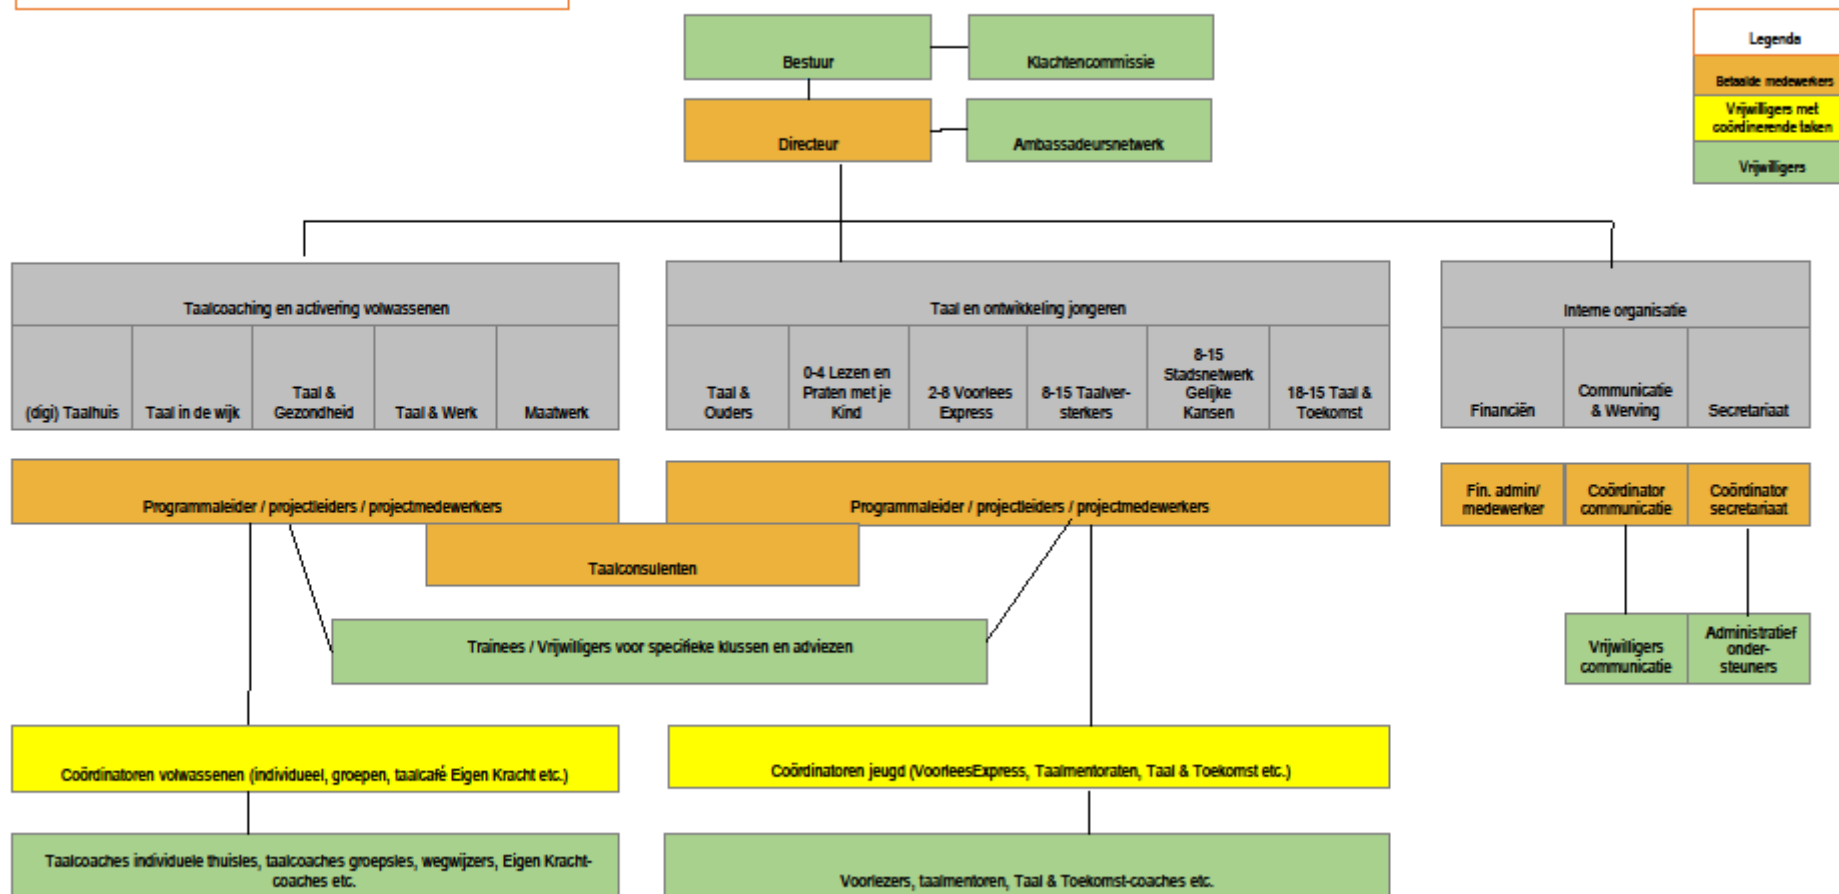 Bestuur
Klachtencommissie
Legenda
Betaalde medewerkers
Vrijwilligers met
coördinerende taken
Vrijwilligers
Directeur
Ambassadeursnetwerk
Taalcoaching en activering volwassenen
(digi) Taalhuis
Taal in de wijk
Taal &
Gezondheid
Taal & Werk
Maatwerk
Taal en ontwikkeling jongeren
Taal &
Ouders
0-4 Lezen en
Praten met je
Kind
2-8 Voorlees
Express
8-15 Taalver-
sterkers
8-15
Stadsnetwerk
Gelijke
Kansen
18-15 Taal &
Toekomst
Interne organisatie
Financiën
Communicatie
& Werving
Secretariaat
Programmaleider / projectleiders / projectmedewerkers
Programmaleider / projectleiders / projectmedewerkers
Fin. admin/
medewerker
Coördinator
communicatie
Coördinator
secretariaat
Taalconsulenten
Trainees / Vrijwilligers voor specifieke klussen en adviezen
Vrijwilligers
communicatie
Administratief
onder-
steuners
Coördinatoren volwassenen (individueel, groepen, taalcafé Eigen Kracht etc.)
Coördinatoren jeugd (VoorleesExpress, Taalmentoraten, Taal & Toekomst etc.)
Taalcoaches individuele thuisles, taalcoaches groepsles, wegwijzers, Eigen Kracht-
coaches etc.
Voorlezers, taalmentoren, Taal & Toekomst-coaches etc.